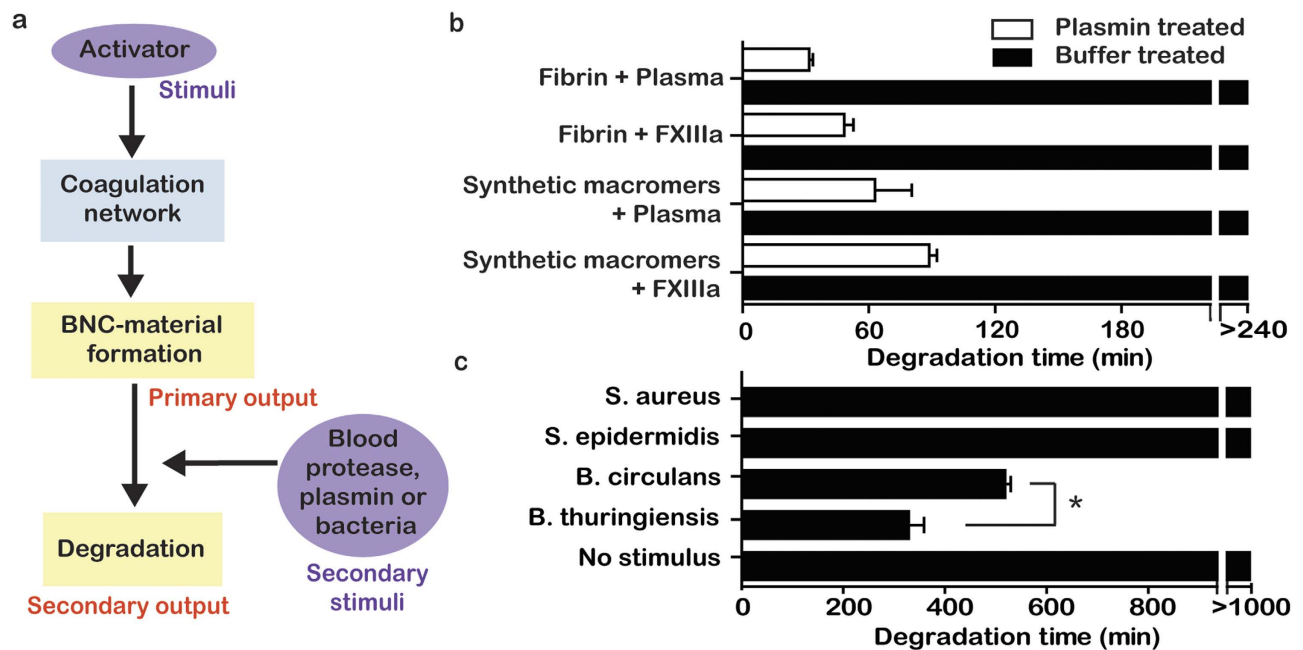 a
Activator
Stimuli
Coagulation
network
BNC-material
formation
Primary output
Blood
protease,
plasmin or
bacteria
Degradation
Secondary output
Secondary
stimuli
b
Plasmin treated
Buffer treated
Fibrin + Plasma
Fibrin + FXIIIa
Synthetic macromers
+ Plasma
Synthetic macromers
+ FXIIIa
0 60 120 180 >240
Degradation time (min)
c
S. aureus
S. epidermidis
B. circulans
B. thuringiensis
No stimulus
*
0 200 400 600 800 >1000
Degradation time (min)